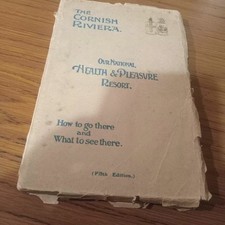 THE
CORNISH
RIVIERA.
OUR NATIONAL
HEALTH & PLEASURE
RESORT.
How to go there
and
What to see there.
(Fifth Edition.)